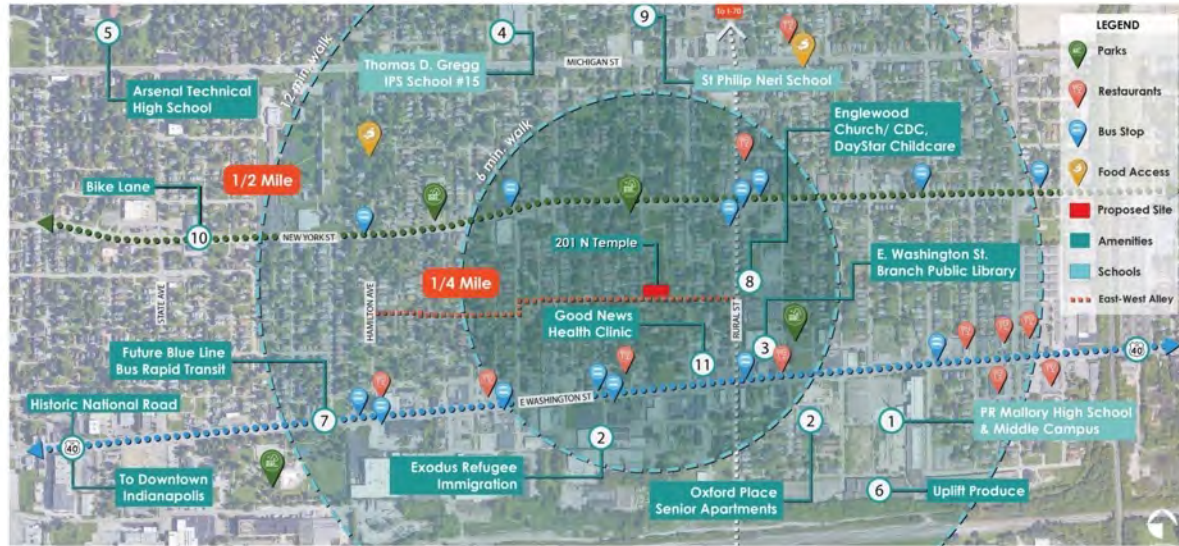 5
Arsenal Technical
High School
4
Thomas D. Gregg
IPS School #15
9
To I-70
MICHIGAN ST
St Philip Neri School
LEGEND
Parks
Restaurants
Bus Stop
Food Access
Proposed Site
Amenities
Schools
East-West Alley
12 min. walk
6 min. walk
Englewood
Church/ CDC,
DayStar Childcare
1/2 Mile
Bike Lane
10
NEW YORK ST
201 N Temple
8
E. Washington St.
Branch Public Library
1/4 Mile
STATE AVE
HAMILTON AVE
RURAL ST
Good News
Health Clinic
11
3
Future Blue Line
Bus Rapid Transit
40
Historic National Road
7
E WASHINGTON ST
40
2
2
1
PR Mallory High School
& Middle Campus
To Downtown
Indianapolis
Exodus Refugee
Immigration
Oxford Place
Senior Apartments
6
Uplift Produce